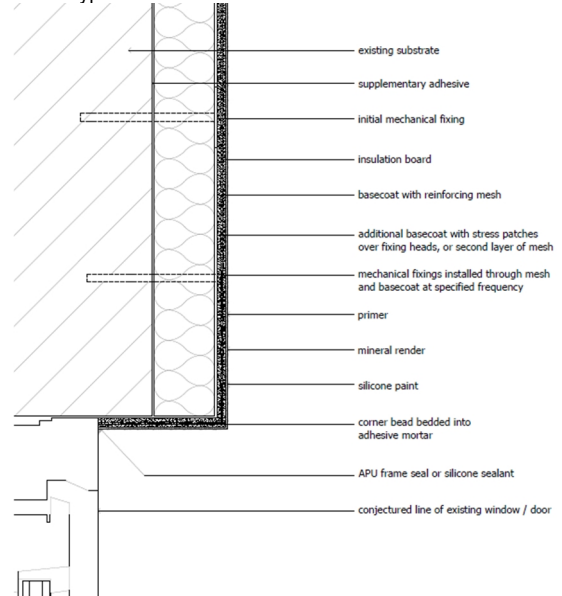 existing substrate
supplementary adhesive
initial mechanical fixing
insulation board
basecoat with reinforcing mesh
additional basecoat with stress patches
over fixing heads, or second layer of mesh
mechanical fixings installed through mesh
and basecoat at specified frequency
primer
mineral render
silicone paint
corner bead bedded into
adhesive mortar
APU frame seal or silicone sealant
conjectured line of existing window / door